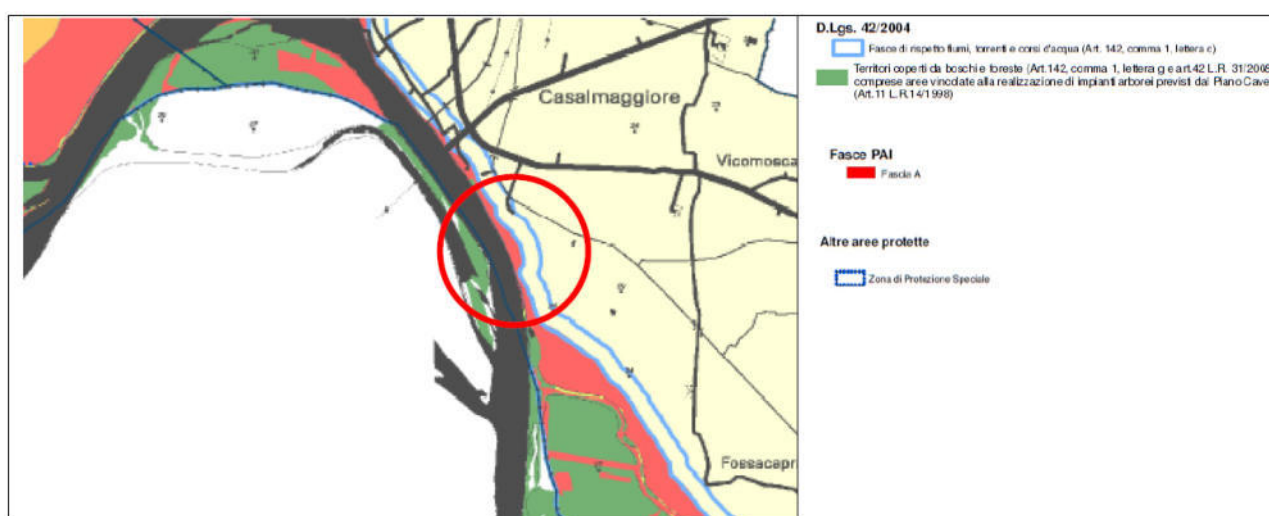 D.Lgs. 42/2004
Fasce di rispetto fiumi, torrenti e corsi d'acqua (Art. 142, comma 1, lettera c)
Territori coperti da boschi e foreste (Art.142, comma 1, lettera g e art.42 L.R. 31/2008
comprese aree vincolate alla realizzazione di impianti arborei previsti dal Piano Cave
(Art.11 L.R.14/1998)
Casalmaggiore
Vicomosca
Fasce PAI
Fascia A
Altre aree protette
Zona di Protezione Speciale
Fossacapr